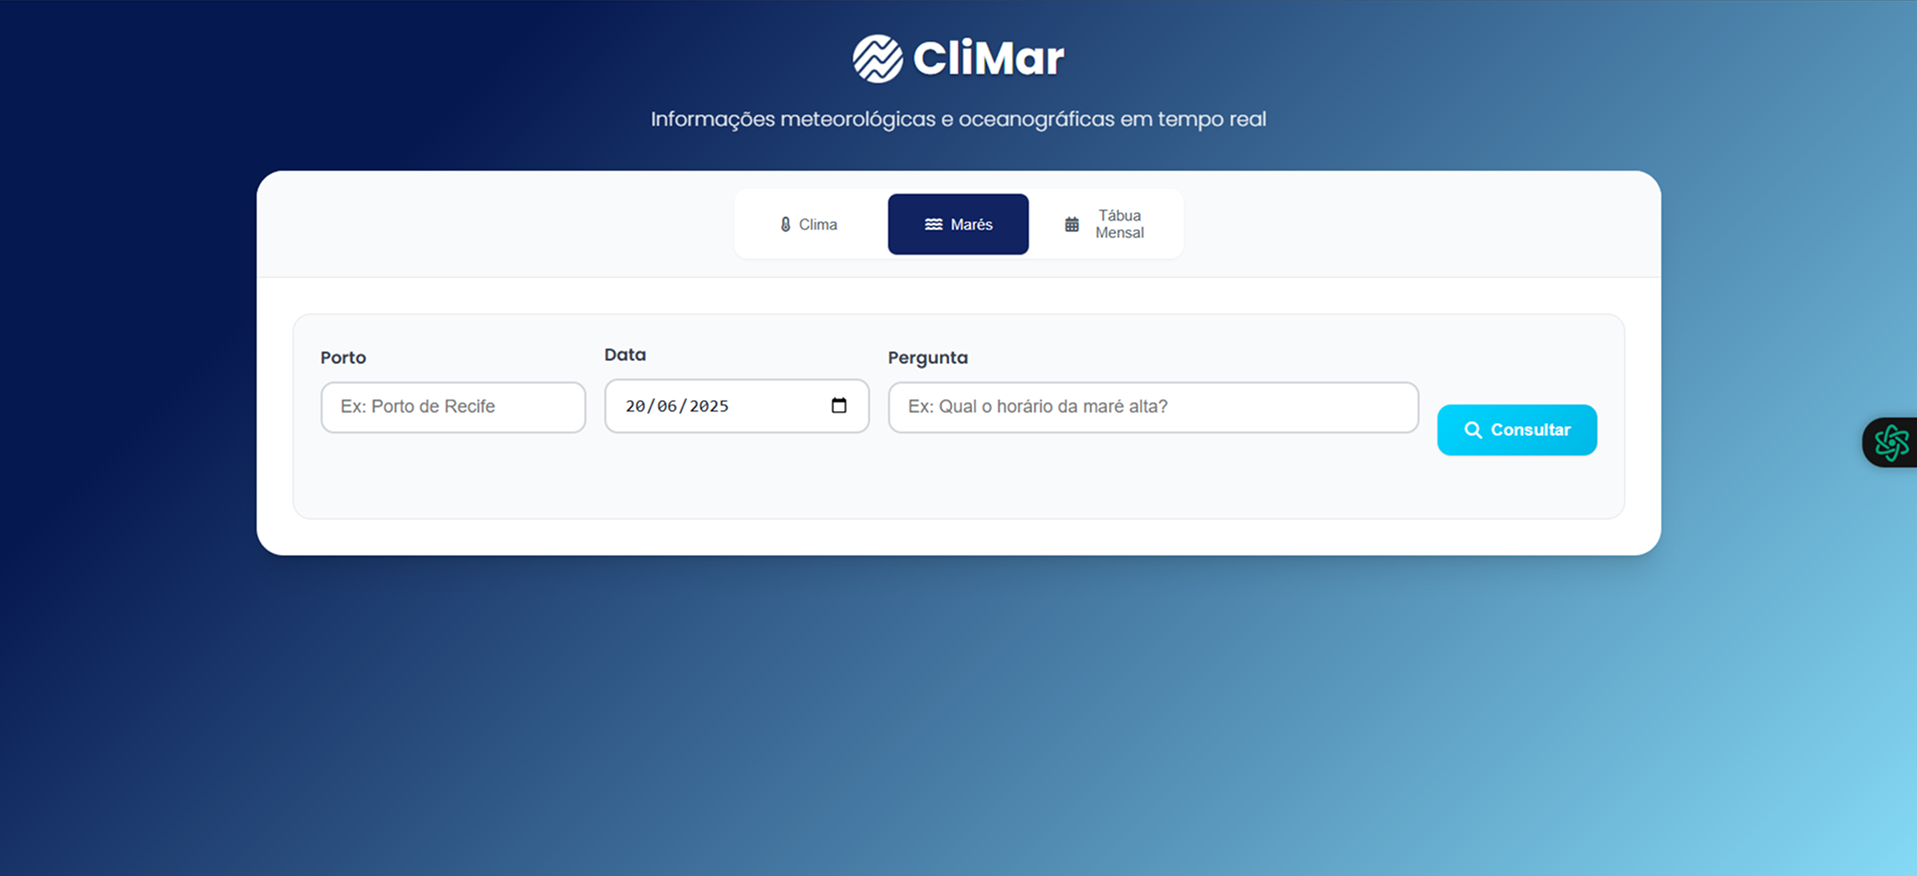 CliMar
Informações meteorológicas e oceanográficas em tempo real
Clima
Marés
Tábua
Mensal
Porto
Data
Pergunta
Ex: Porto de Recife
20/06/2025
Ex: Qual o horário da maré alta?
Consultar